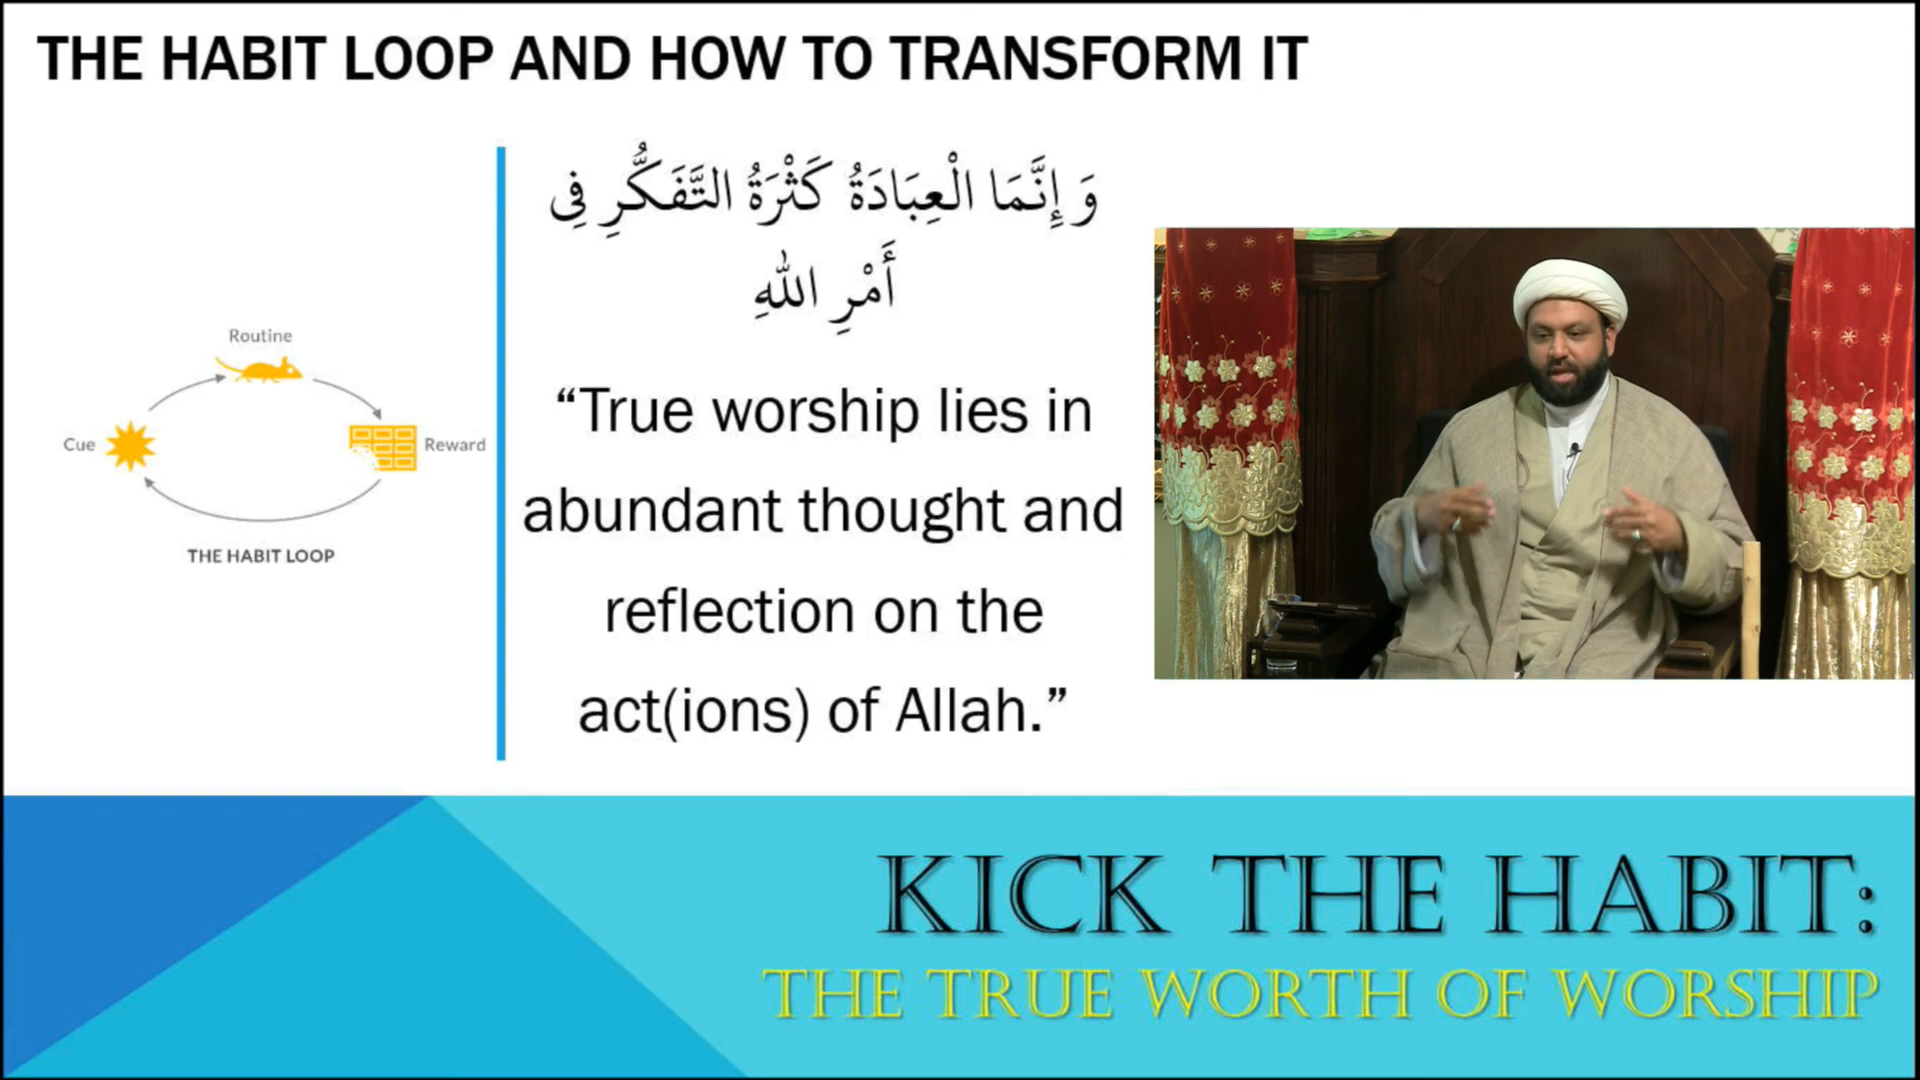 THE HABIT LOOP AND HOW TO TRANSFORM IT
Routine
Cue
Reward
THE HABIT LOOP
وَ إِنَّمَا الْعِبَادَةُ كَثْرَةُ التَّفَكُّرِ فِی
أَمْرِ اللهِ
“True worship lies in
abundant thought and
reflection on the
act(ions) of Allah.”
KICK THE HABIT:
THE TRUE WORTH OF WORSHIP